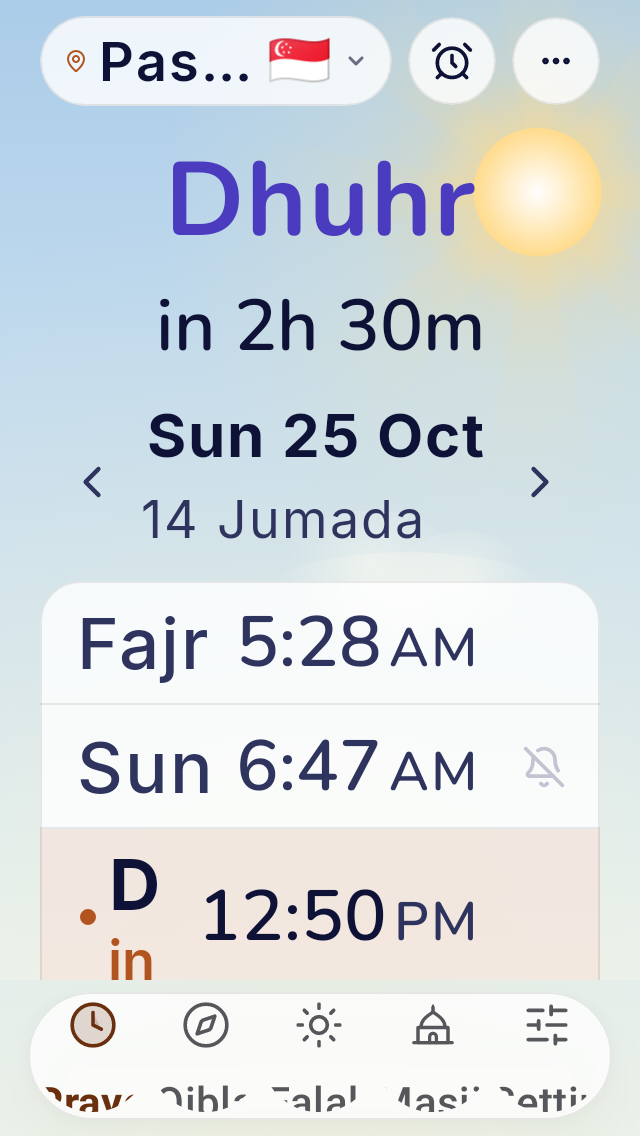 Pas...
Dhuhr
in 2h 30m
Sun 25 Oct
14 Jumada
Fajr 5:28 AM
Sun 6:47 AM
D 12:50 PM
in